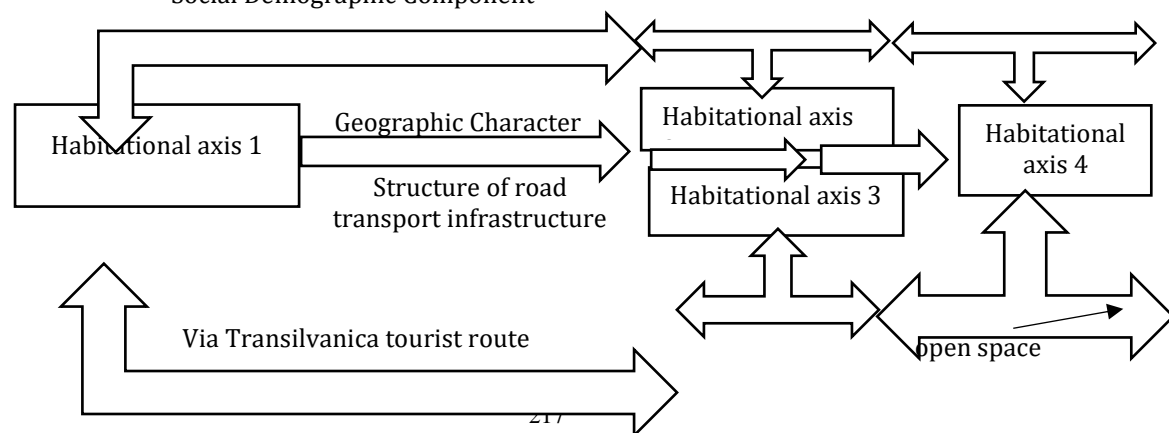 Social Demographic Component
Geographic Character
Habitational axis 1
Structure of road
transport infrastructure
Habitational axis
Habitational axis 3
Habitational
axis 4
Via Transilvanica tourist route
open space
217